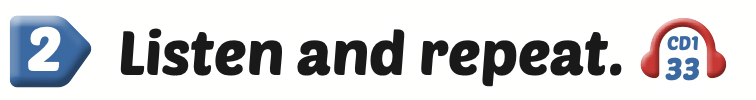 2 Listen and repeat. CD1
33